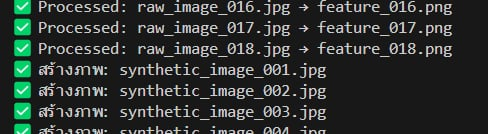 ✅ Processed: raw_image_016.jpg → feature_016.png
✅ Processed: raw_image_017.jpg → feature_017.png
✅ Processed: raw_image_018.jpg → feature_018.png
✅ สร้างภาพ: synthetic_image_001.jpg
✅ สร้างภาพ: synthetic_image_002.jpg
✅ สร้างภาพ: synthetic_image_003.jpg
✅ สร้างภาพ: synthetic_image_004.jpg